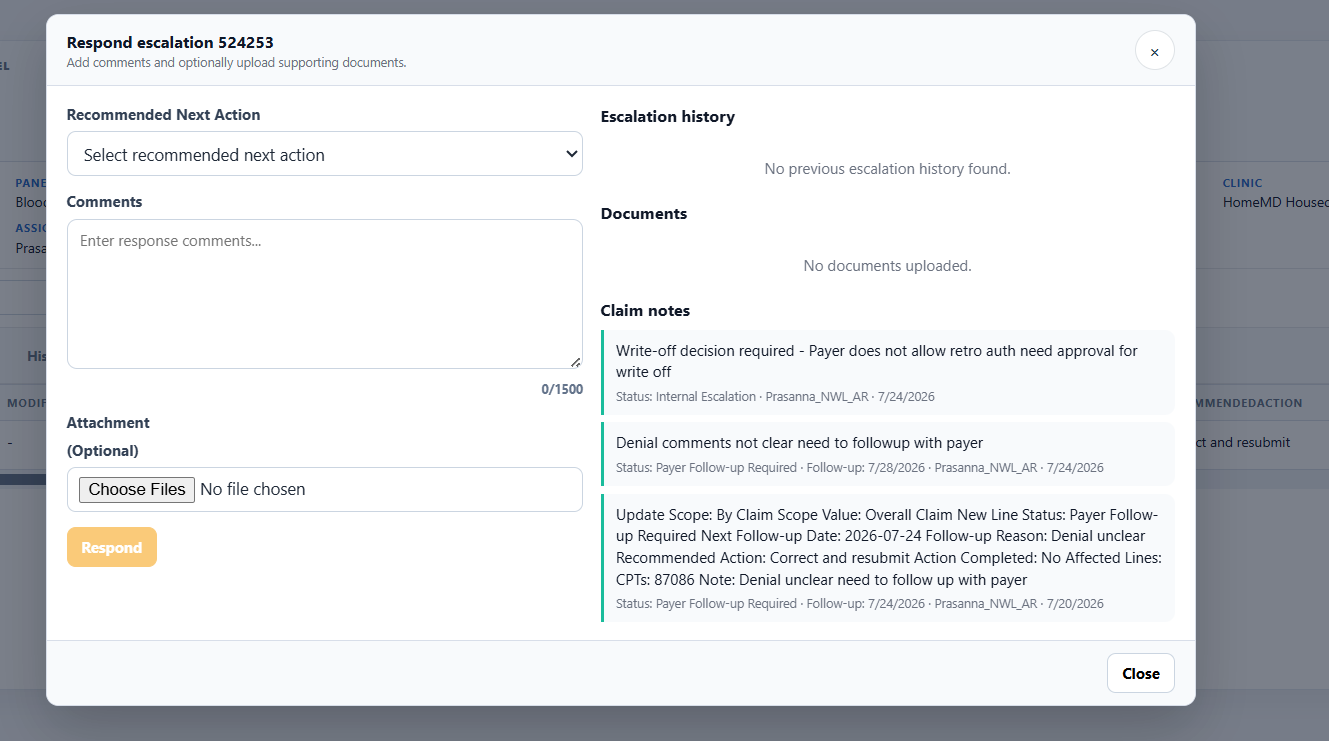 Respond escalation 524253
Add comments and optionally upload supporting documents.
×
Recommended Next Action
Select recommended next action
Comments
Enter response comments...
0/1500
Attachment
(Optional)
Choose Files No file chosen
Respond
Escalation history
No previous escalation history found.
Documents
No documents uploaded.
Claim notes
Write-off decision required - Payer does not allow retro auth need approval for
write off
Status: Internal Escalation · Prasanna_NWL_AR · 7/24/2026
Denial comments not clear need to followup with payer
Status: Payer Follow-up Required · Follow-up: 7/28/2026 · Prasanna_NWL_AR · 7/24/2026
Update Scope: By Claim Scope Value: Overall Claim New Line Status: Payer Follow-
up Required Next Follow-up Date: 2026-07-24 Follow-up Reason: Denial unclear
Recommended Action: Correct and resubmit Action Completed: No Affected Lines:
CPTs: 87086 Note: Denial unclear need to follow up with payer
Status: Payer Follow-up Required · Follow-up: 7/24/2026 · Prasanna_NWL_AR · 7/20/2026
Close
CLINIC
and resubmit